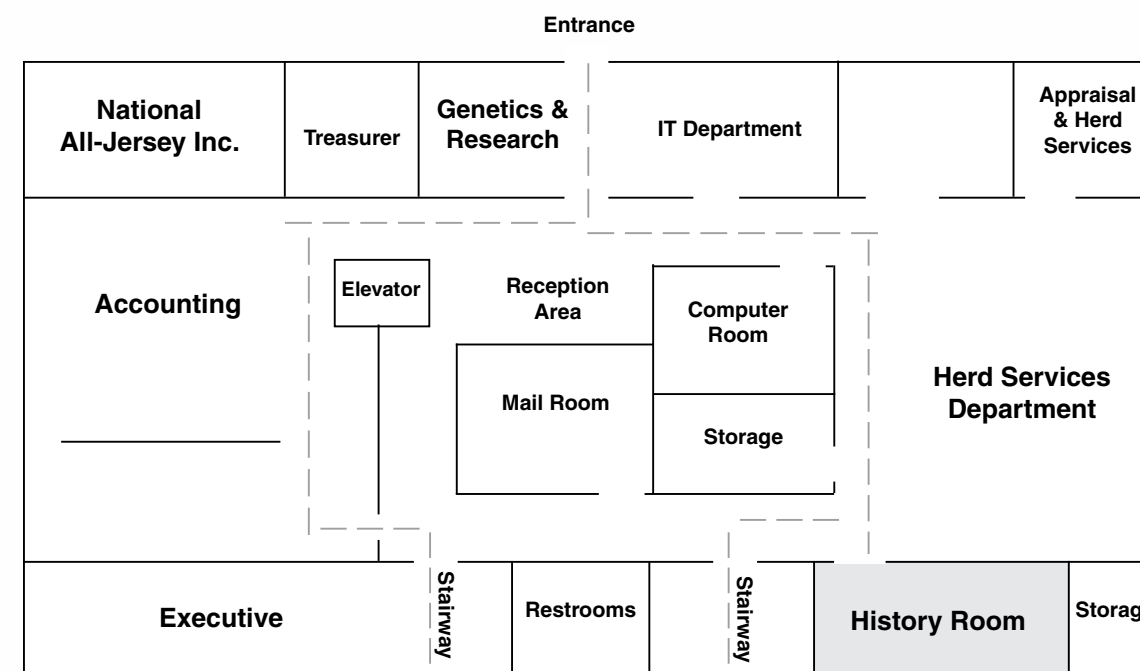 Entrance
National
All-Jersey Inc.
Treasurer
Genetics &
Research
IT Department
Appraisal
& Herd
Services
Accounting
Elevator
Reception
Area
Computer
Room
Mail Room
Storage
Herd Services
Department
Executive
Stairway
Restrooms
Stairway
History Room
Storag